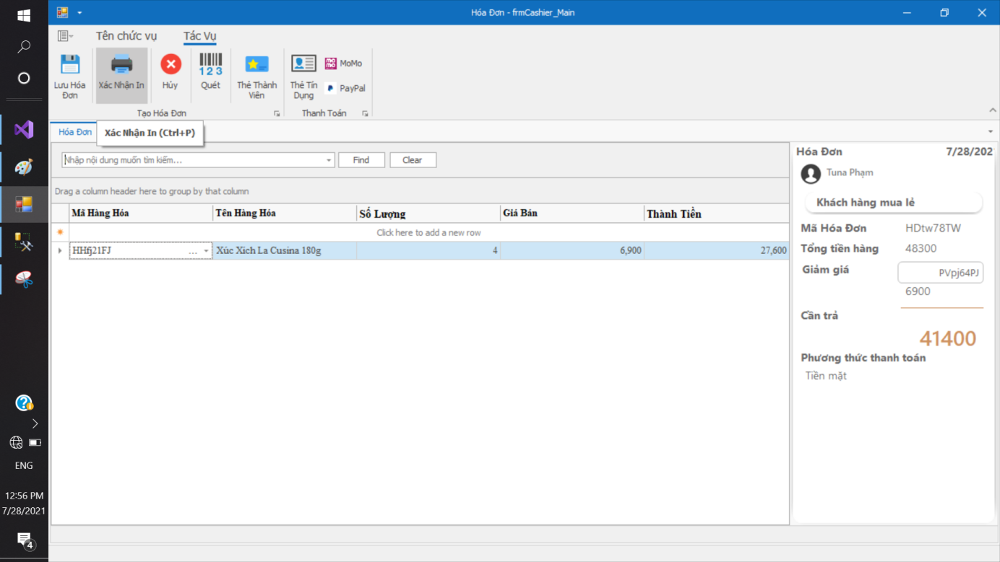 Hóa Đơn - frmCashier_Main
Tên chức vụ
Tác Vụ
Lưu Hóa Đơn
Xác Nhận In
Hủy
1 2 3
Quét
Thẻ Thành Viên
Thẻ Tín Dụng
mo mo
MoMo
PayPal
Tạo Hóa Đơn
Thanh Toán
Hóa Đơn
Xác Nhận In (Ctrl+P)
Nhập nội dung muốn tìm kiếm...
Find
Clear
Drag a column header here to group by that column
Mã Hàng Hóa
Tên Hàng Hóa
Số Lượng
Giá Bán
Thành Tiền
Click here to add a new row
HHfj21FJ
...
Xúc Xích La Cusina 180g
4
6,900
27,600
Hóa Đơn
7/28/202
Tuna Phạm
Khách hàng mua lẻ
Mã Hóa Đơn
HDtw78TW
Tổng tiền hàng
48300
Giảm giá
PVpj64PJ
6900
Cần trả
41400
Phương thức thanh toán
Tiền mặt
ENG
12:56 PM
7/28/2021
4